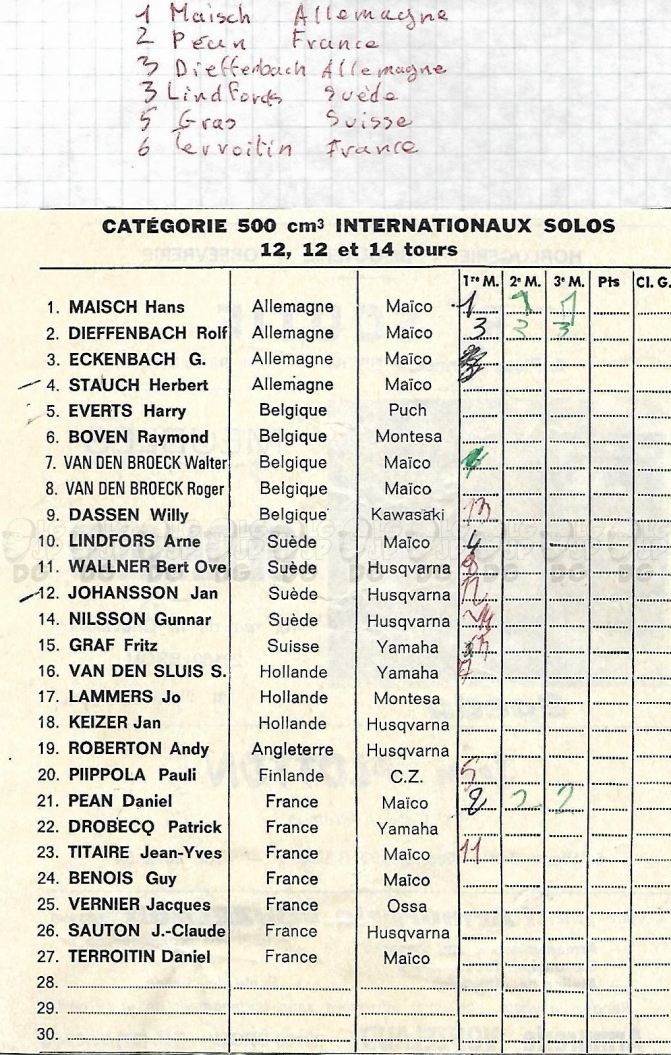 1 Maisch Allemagne
2 Péan France
3 Dieffenbach Allemagne
3 Lindfords Suède
5 Gras Suisse
6 Terroitin France
CATÉGORIE 500 cm³ INTERNATIONAUX SOLOS
12, 12 et 14 tours
1re M. 2e M. 3e M. Pts Cl. G.
1. MAISCH Hans Allemagne Maïco 1 1 1
2. DIEFFENBACH Rolf Allemagne Maïco 3 3 3
3. ECKENBACH G. Allemagne Maïco
4. STAUCH Herbert Allemagne Maïco
5. EVERTS Harry Belgique Puch
6. BOVEN Raymond Belgique Montesa
7. VAN DEN BROECK Walter Belgique Maïco
8. VAN DEN BROECK Roger Belgique Maïco
9. DASSEN Willy Belgique Kawasaki 13
10. LINDFORS Arne Suède Maïco 4
11. WALLNER Bert Ove Suède Husqvarna 8
12. JOHANSSON Jan Suède Husqvarna 12
14. NILSSON Gunnar Suède Husqvarna
15. GRAF Fritz Suisse Yamaha
16. VAN DEN SLUIS S. Hollande Yamaha 7
17. LAMMERS Jo Hollande Montesa
18. KEIZER Jan Hollande Husqvarna
19. ROBERTON Andy Angleterre Husqvarna
20. PIIPPOLA Pauli Finlande C.Z. 5
21. PEAN Daniel France Maïco 2 2 2
22. DROBECQ Patrick France Yamaha
23. TITAIRE Jean-Yves France Maïco 11
24. BENOIS Guy France Maïco
25. VERNIER Jacques France Ossa
26. SAUTON J.-Claude France Husqvarna
27. TERROITIN Daniel France Maïco
28.
29.
30.